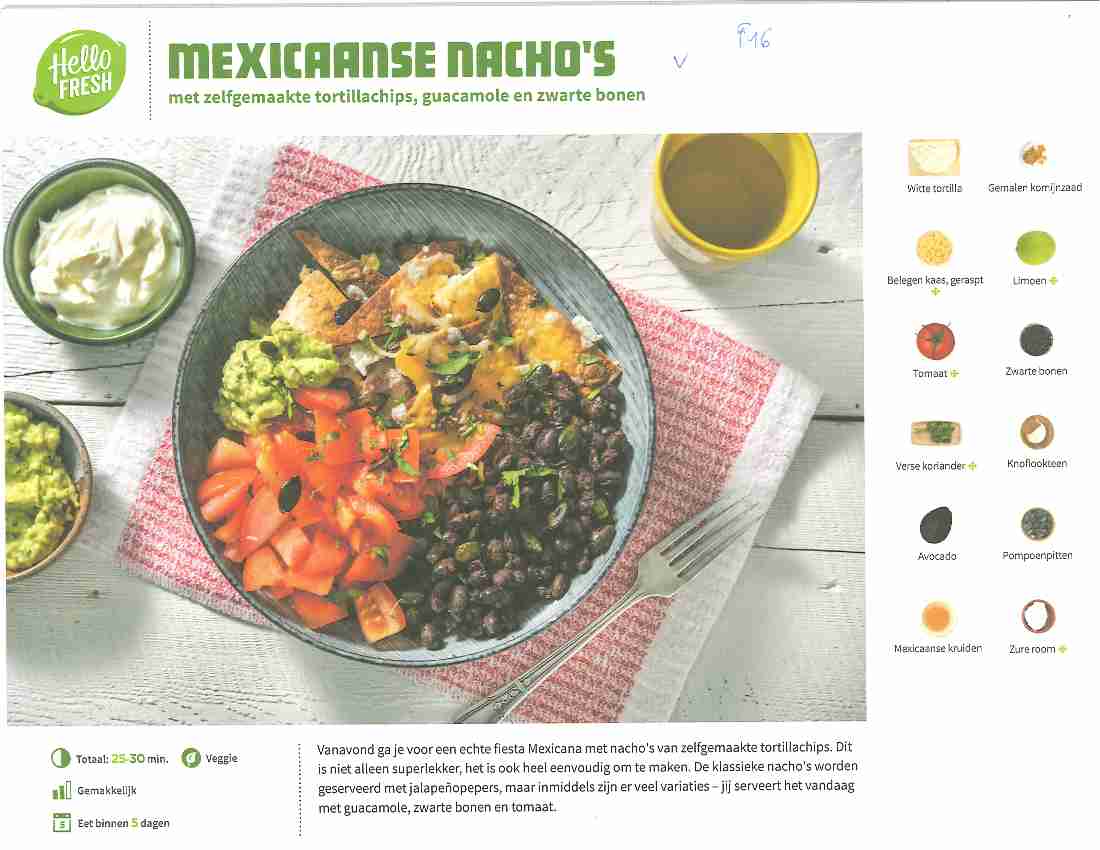 Hello
FRESH
MEXICAANSE NACHO'S
met zelfgemaakte tortillachips, guacamole en zwarte bonen
F16
V
Witte tortilla
Gemalen komijnzaad
Belegen kaas, geraspt
Limoen
Tomaat
Zwarte bonen
Verse koriander
Knoflookteen
Avocado
Pompoenpitten
Mexicaanse kruiden
Zure room
Totaal: 25-30 min.
Veggie
Gemakkelijk
5
Eet binnen 5 dagen
Vanavond ga je voor een echte fiesta Mexicana met nacho's van zelfgemaakte tortillachips. Dit
is niet alleen superlekker, het is ook heel eenvoudig om te maken. De klassieke nacho's worden
geserveerd met jalapeñopepers, maar inmiddels zijn er veel variaties – jij serveert het vandaag
met guacamole, zwarte bonen en tomaat.